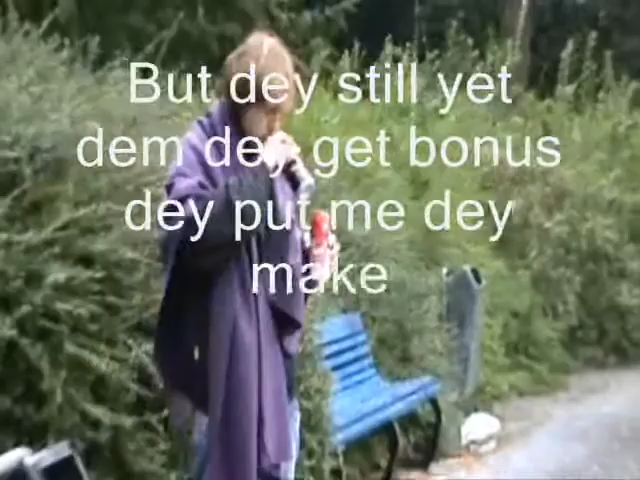 But dey still yet
dem dey get bonus
dey put me dey
make